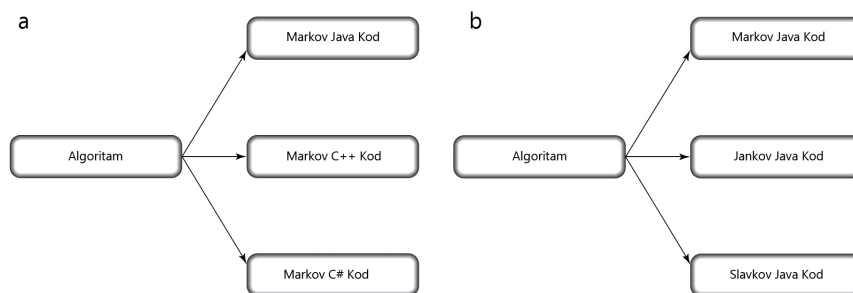 a
Markov Java Kod
Algoritam
Markov C++ Kod
Markov C# Kod
b
Markov Java Kod
Algoritam
Jankov Java Kod
Slavkov Java Kod